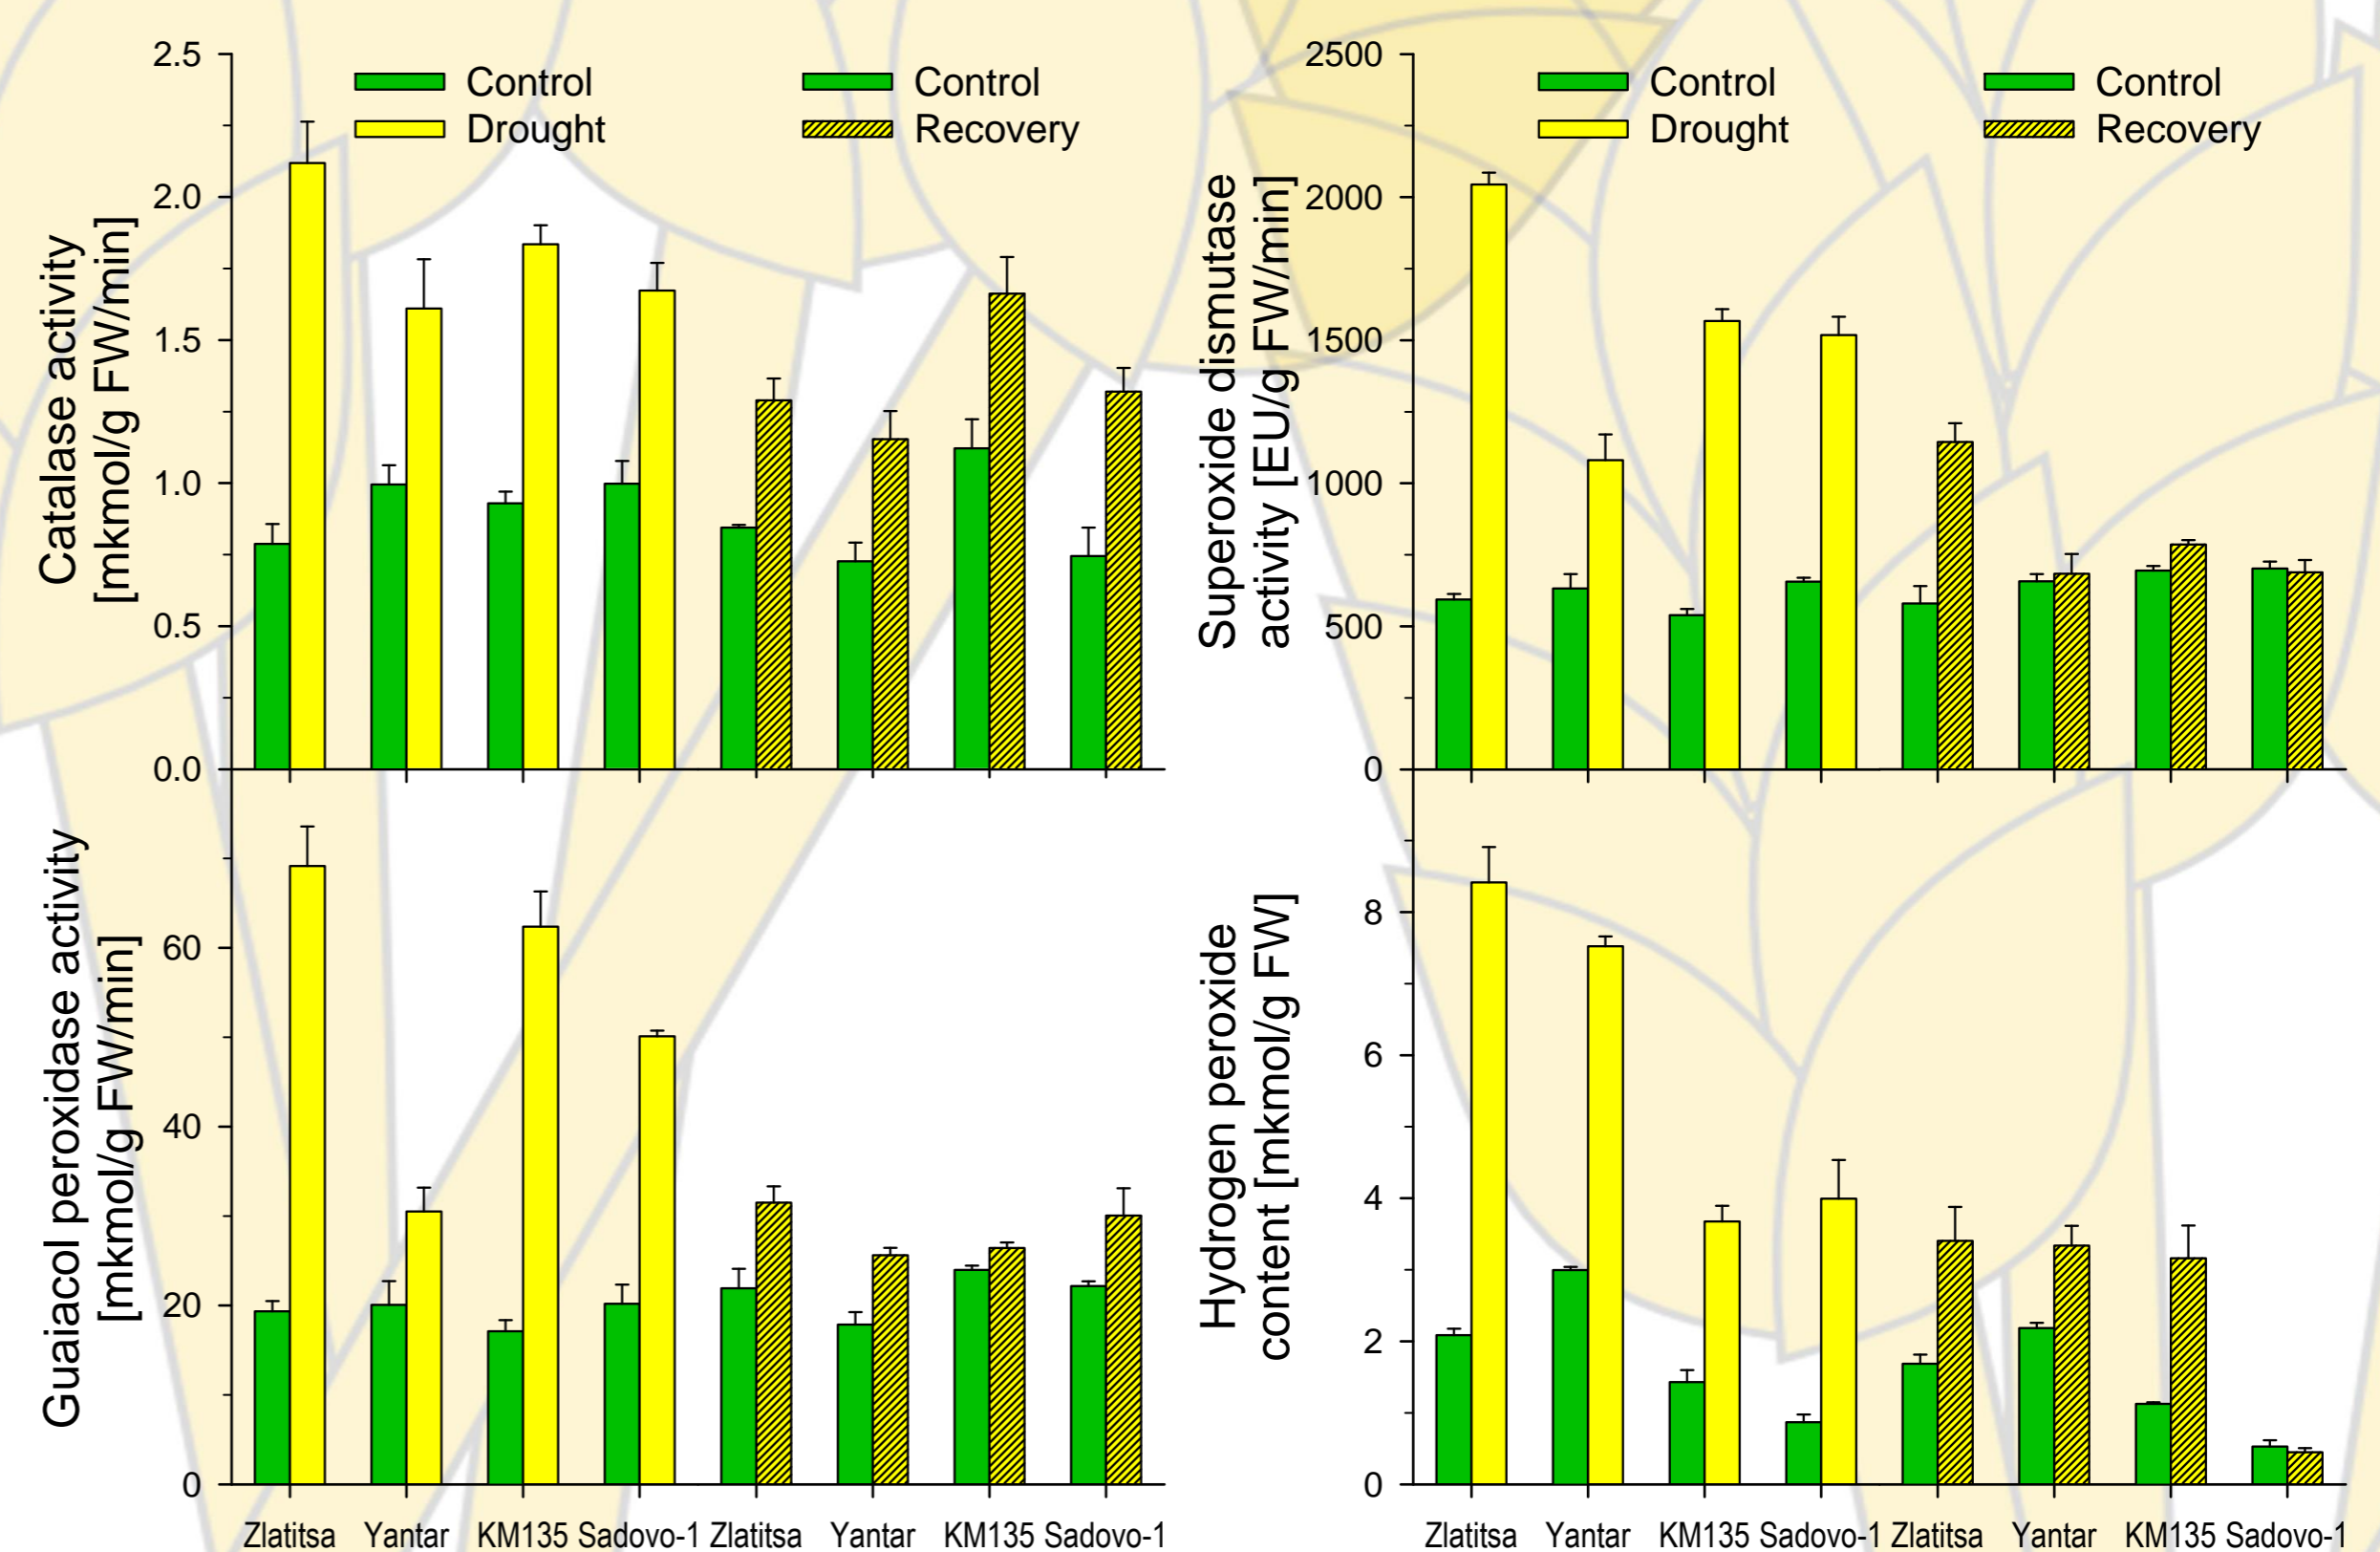 Catalase activity
[mkmol/g FW/min]
2.5
2.0
1.5
1.0
0.5
0.0
Control
Drought
Control
Recovery
Superoxide dismutase
activity [EU/g FW/min]
2500
2000
1500
1000
500
0
Control
Drought
Control
Recovery
Guaiacol peroxidase activity
[mkmol/g FW/min]
60
40
20
0
Zlatitsa Yantar KM135 Sadovo-1 Zlatitsa Yantar KM135 Sadovo-1
Hydrogen peroxide
content [mkmol/g FW]
8
6
4
2
0
Zlatitsa Yantar KM135 Sadovo-1 Zlatitsa Yantar KM135 Sadovo-1